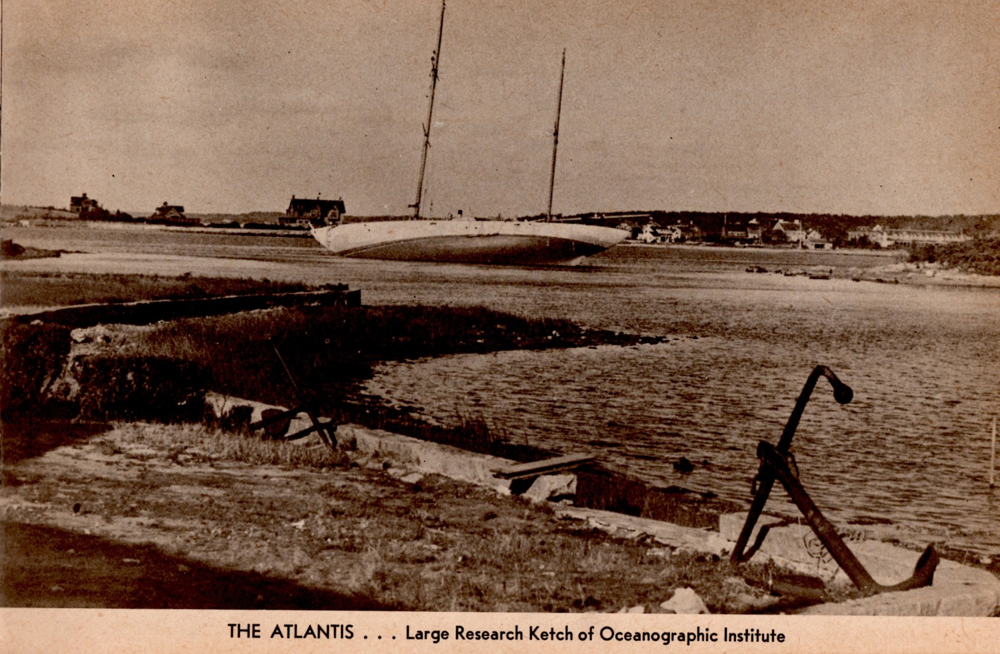 THE ATLANTIS . . . Large Research Ketch of Oceanographic Institute